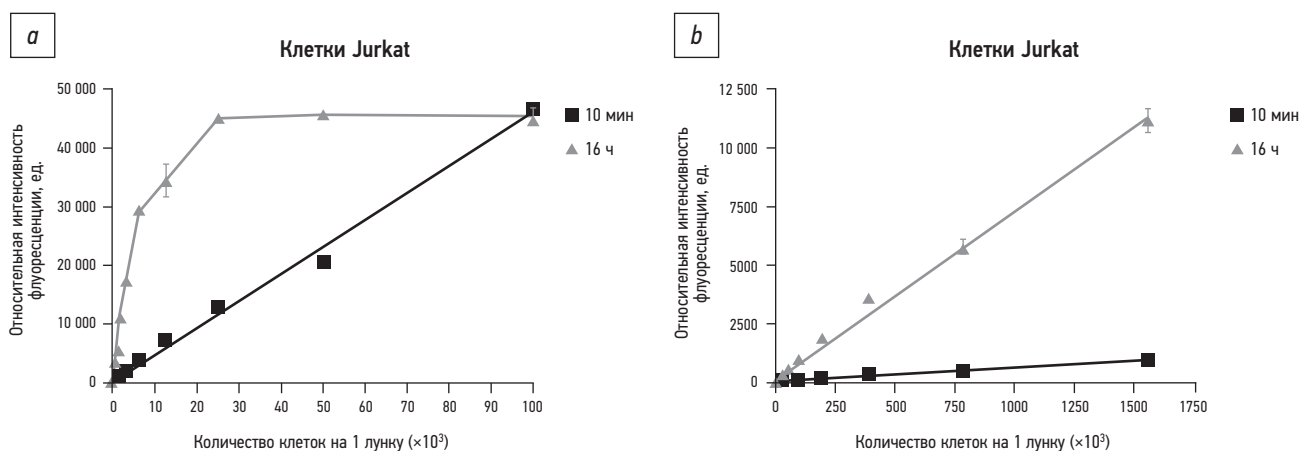 a
Клетки Jurkat
50 000
40 000
30 000
20 000
10 000
0
Относительная интенсивность
флуоресценции, ед.
0 10 20 30 40 50 60 70 80 90 100
Количество клеток на 1 лунку (×10³)
10 мин
16 ч
b
Клетки Jurkat
12 500
10 000
7500
5000
2500
0
Относительная интенсивность
флуоресценции, ед.
0 250 500 750 1000 1250 1500 1750
Количество клеток на 1 лунку (×10³)
10 мин
16 ч